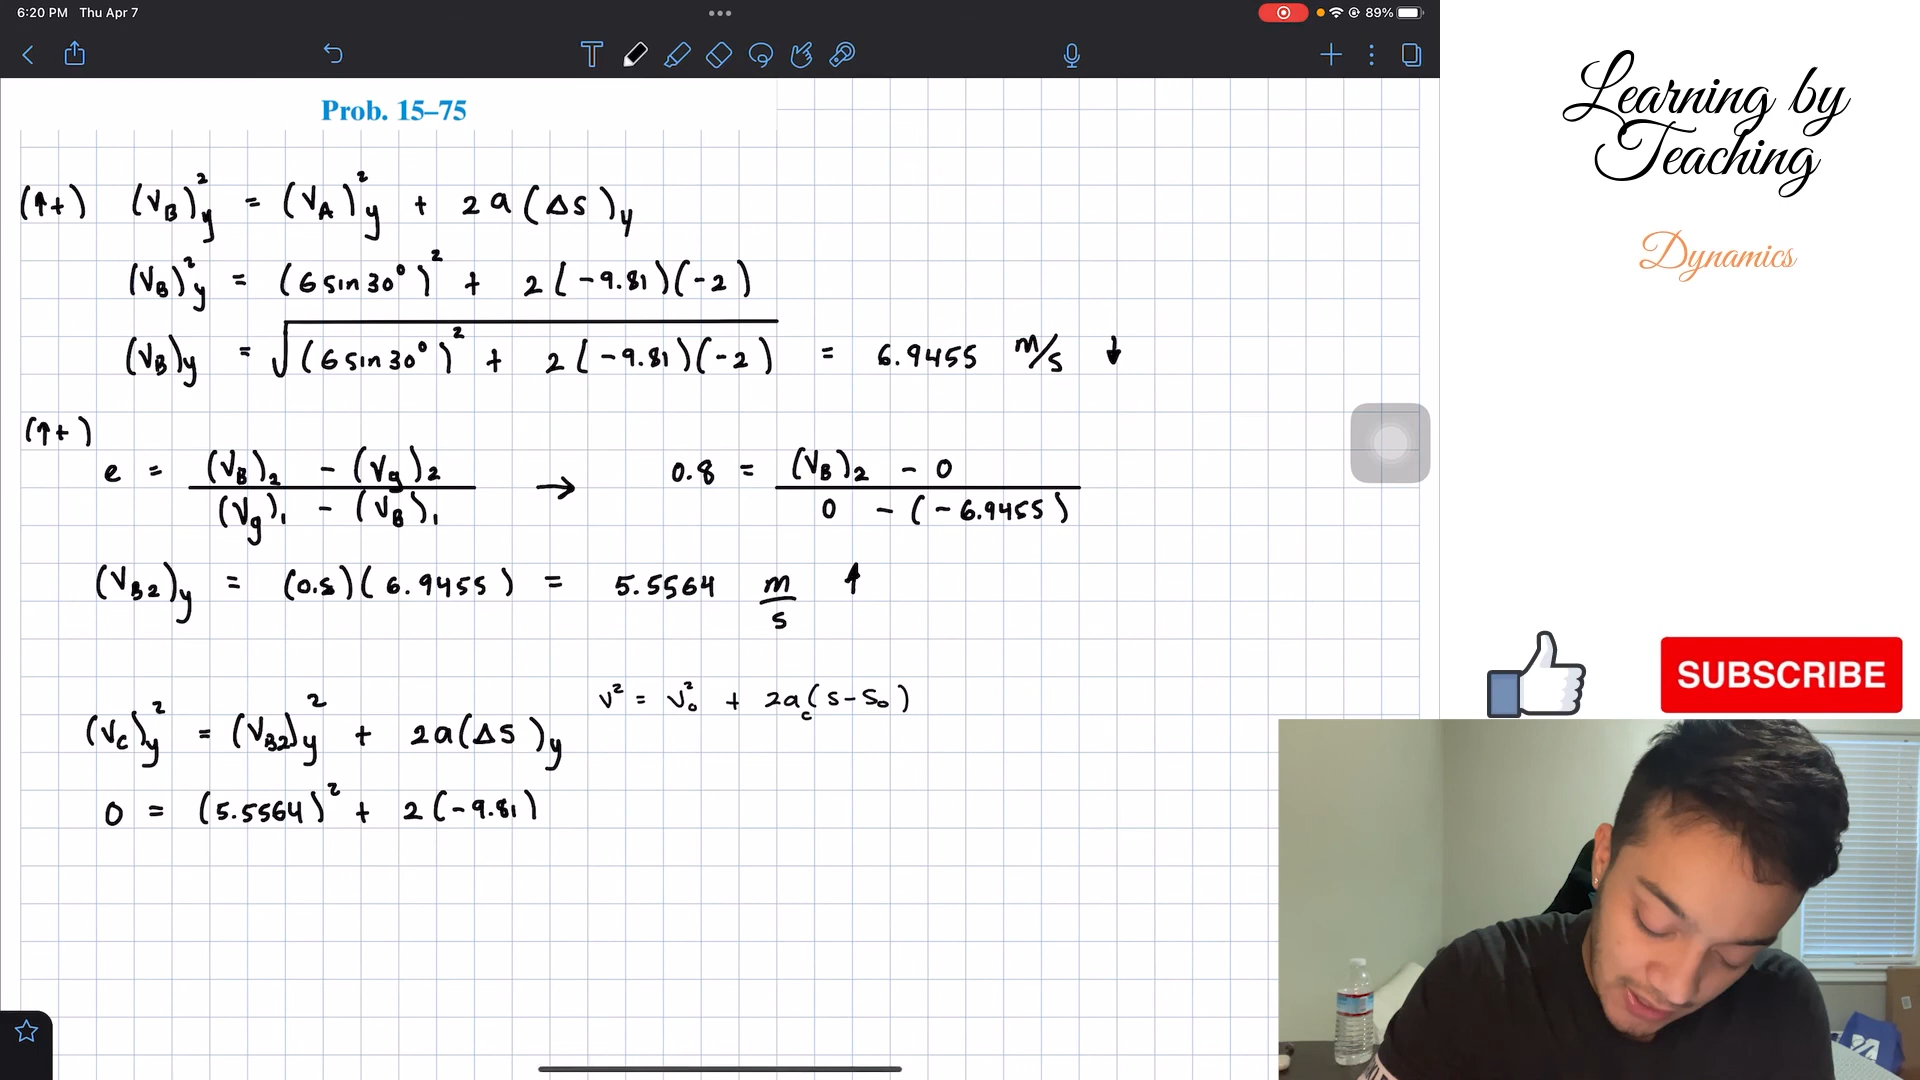 6:20 PM Thu Apr 7
89%
Prob. 15–75
(↑+) (V_B)²_y = (V_A)²_y + 2a(Δs)_y
(V_B)²_y = (6 sin 30°)² + 2(-9.81)(-2)
(V_B)_y = √((6 sin 30°)² + 2(-9.81)(-2)) = 6.9455 m/s ↓
(↑+)
e = ((V_B)₂ - (V_g)₂) / ((V_g)₁ - (V_B)₁) → 0.8 = ((V_B)₂ - 0) / (0 - (-6.9455))
(V_B2)_y = (0.8)(6.9455) = 5.5564 m/s ↑
v² = v₀² + 2a_c(s - s₀)
(V_C)²_y = (V_B2)²_y + 2a(Δs)_y
0 = (5.5564)² + 2(-9.81)
Learning by
Teaching
Dynamics
SUBSCRIBE